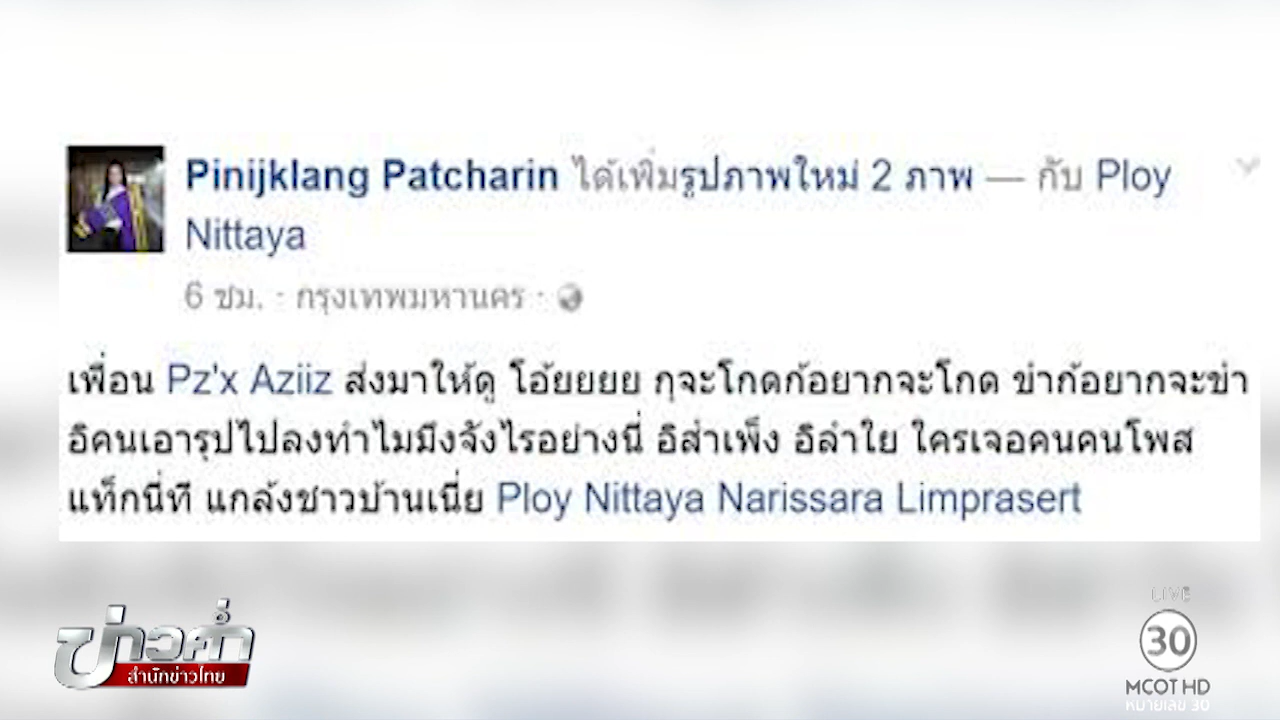 Pinijklang Patcharin ได้เพิ่มรูปภาพใหม่ 2 ภาพ — กับ Ploy
Nittaya
6 ชม. · กรุงเทพมหานคร ·
เพื่อน Pz'x Aziiz ส่งมาให้ดู โอ้ยยยย กุจะโกดก้อยากจะโกด ขำก้อยากจะขำ
อิคนเอารุปไปลงทำไมมึงจังไรอย่างนี่ อิสำเพ็ง อิลำใย ใครเจอคนคนโพส
แท็กนี่ที แกล้งชาวบ้านเนี่ย Ploy Nittaya Narissara Limprasert
ข่าวค่ำ
สำนักข่าวไทย
LIVE
30
MCOT HD
หมายเลข 30